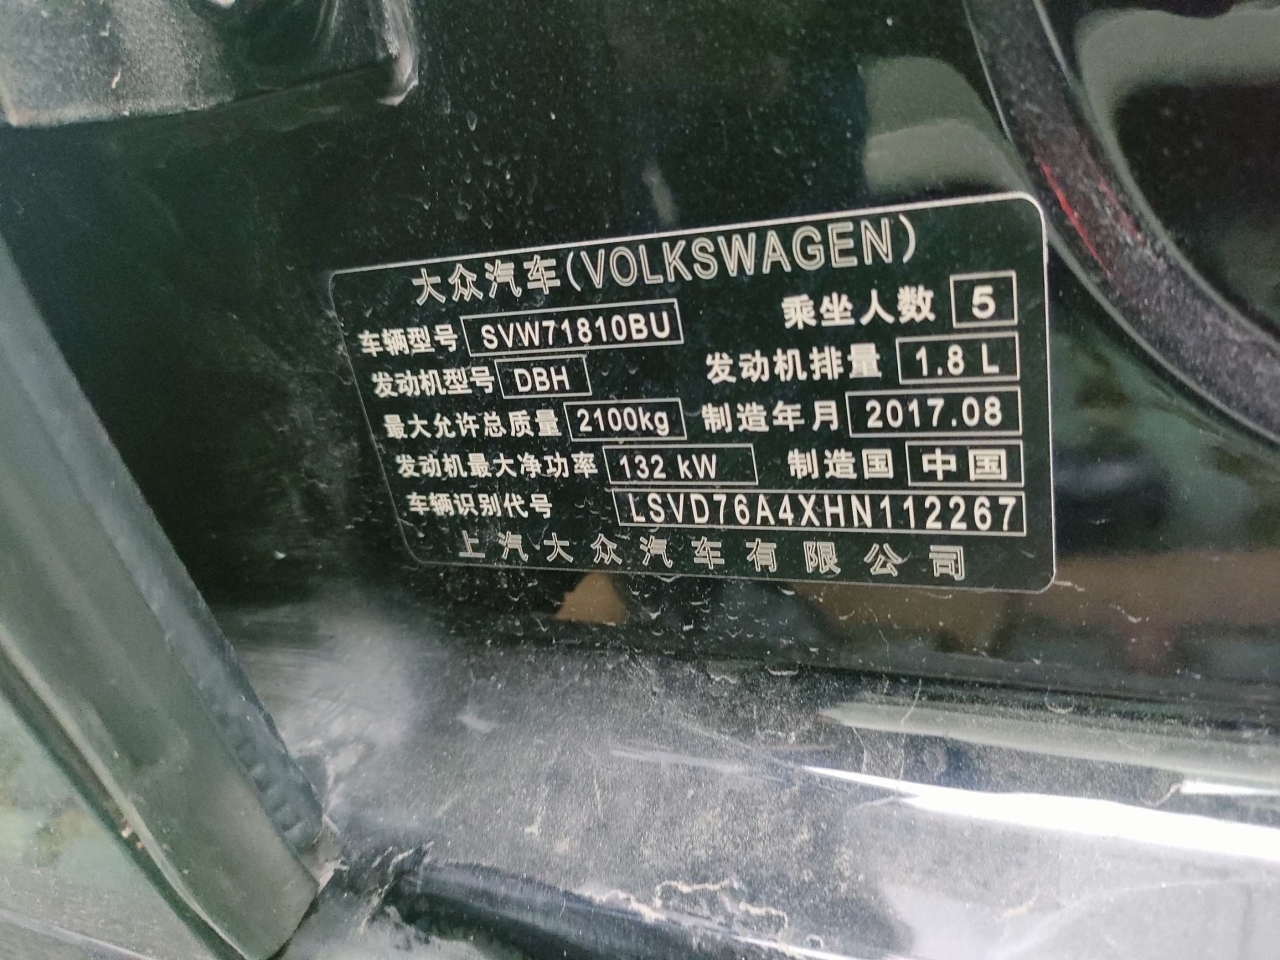 大众汽车(VOLKSWAGEN)
车辆型号 SVW71810BU 乘坐人数 5
发动机型号 DBH 发动机排量 1.8 L
最大允许总质量 2100kg 制造年月 2017.08
发动机最大净功率 132 kW 制造国 中国
车辆识别代号 LSVD76A4XHN112267
上汽大众汽车有限公司